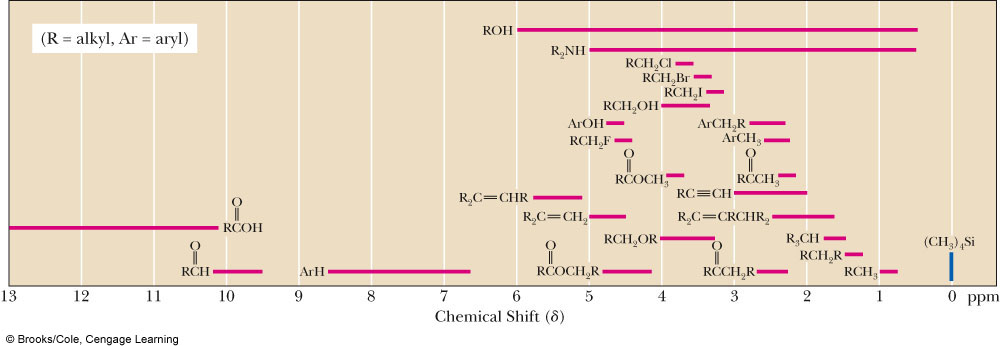 (R = alkyl, Ar = aryl)
ROH
R₂NH
RCH₂Cl
RCH₂Br
RCH₂I
RCH₂OH
ArOH
ArCH₂R
RCH₂F
ArCH₃
O
RCOCH₃
O
RCCH₃
RC≡CH
R₂C=CHR
R₂C=CH₂
R₂C=CRCHR₂
O
RCOH
RCH₂OR
R₃CH
(CH₃)₄Si
RCH₂R
O
RCH
ArH
O
RCOCH₂R
O
RCCH₂R
RCH₃
13 12 11 10 9 8 7 6 5 4 3 2 1 0 ppm
Chemical Shift (δ)
© Brooks/Cole, Cengage Learning